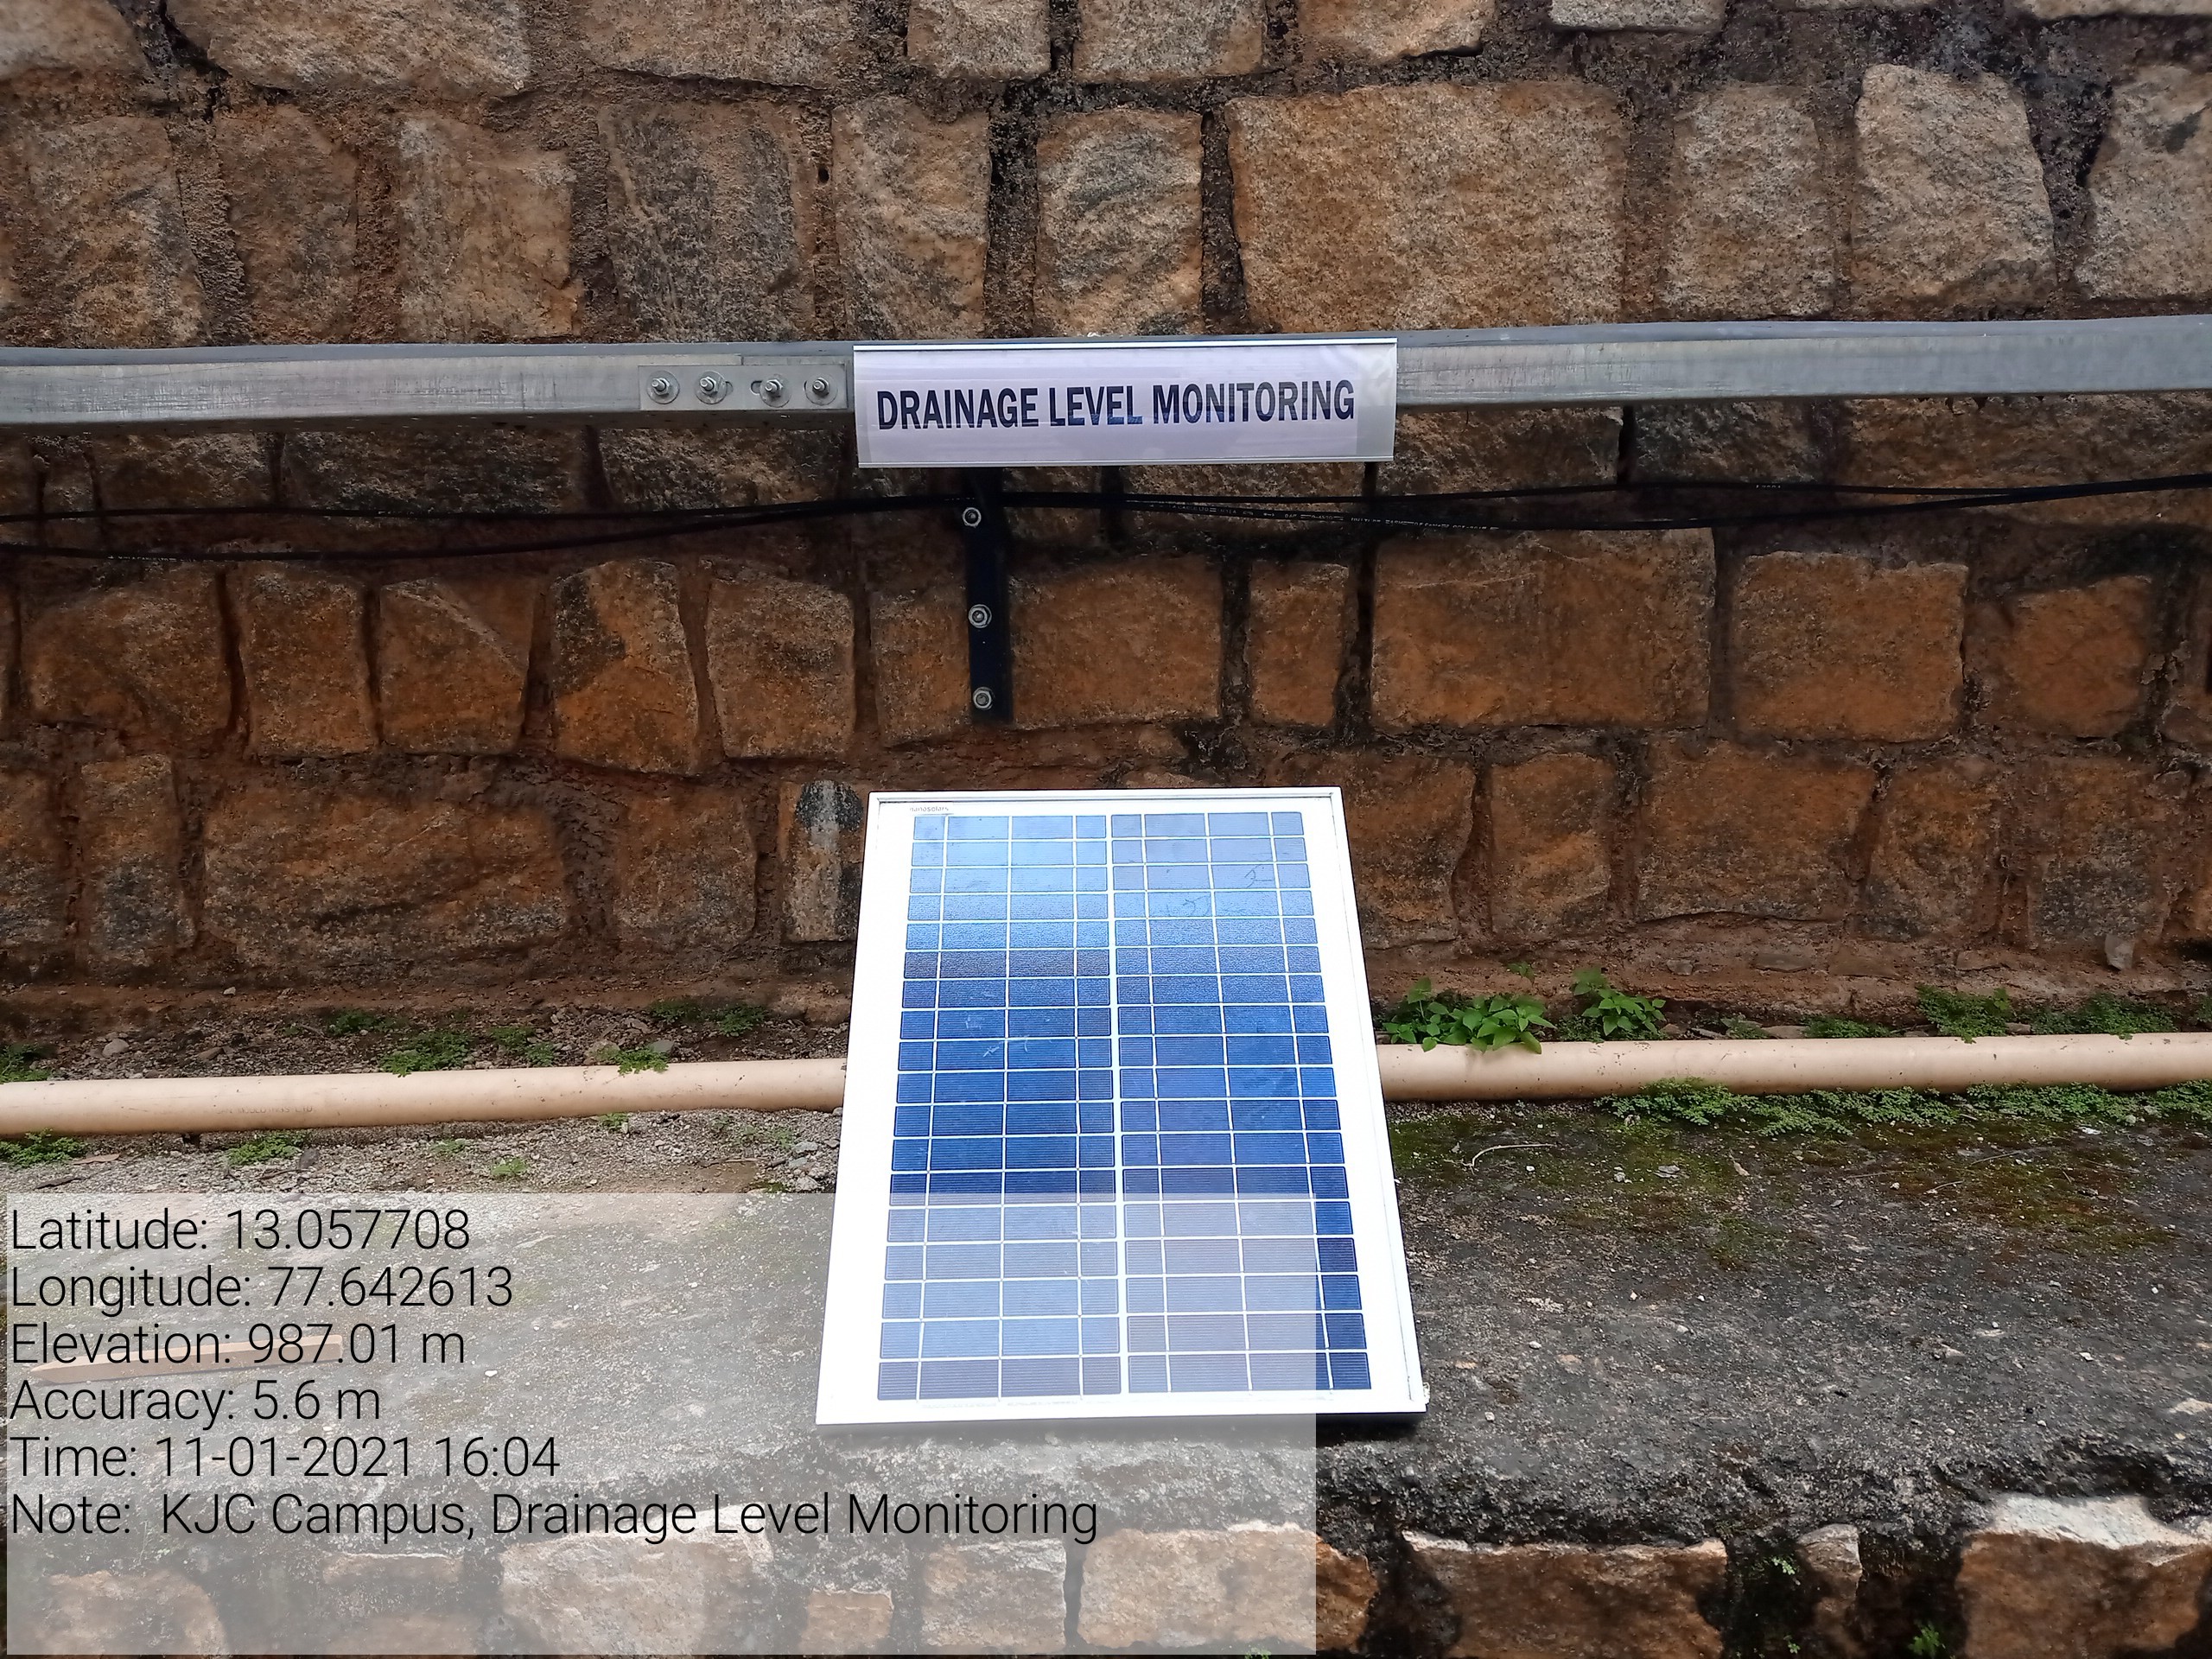 DRAINAGE LEVEL MONITORING
Latitude: 13.057708
Longitude: 77.642613
Elevation: 987.01 m
Accuracy: 5.6 m
Time: 11-01-2021 16:04
Note: KJC Campus, Drainage Level Monitoring